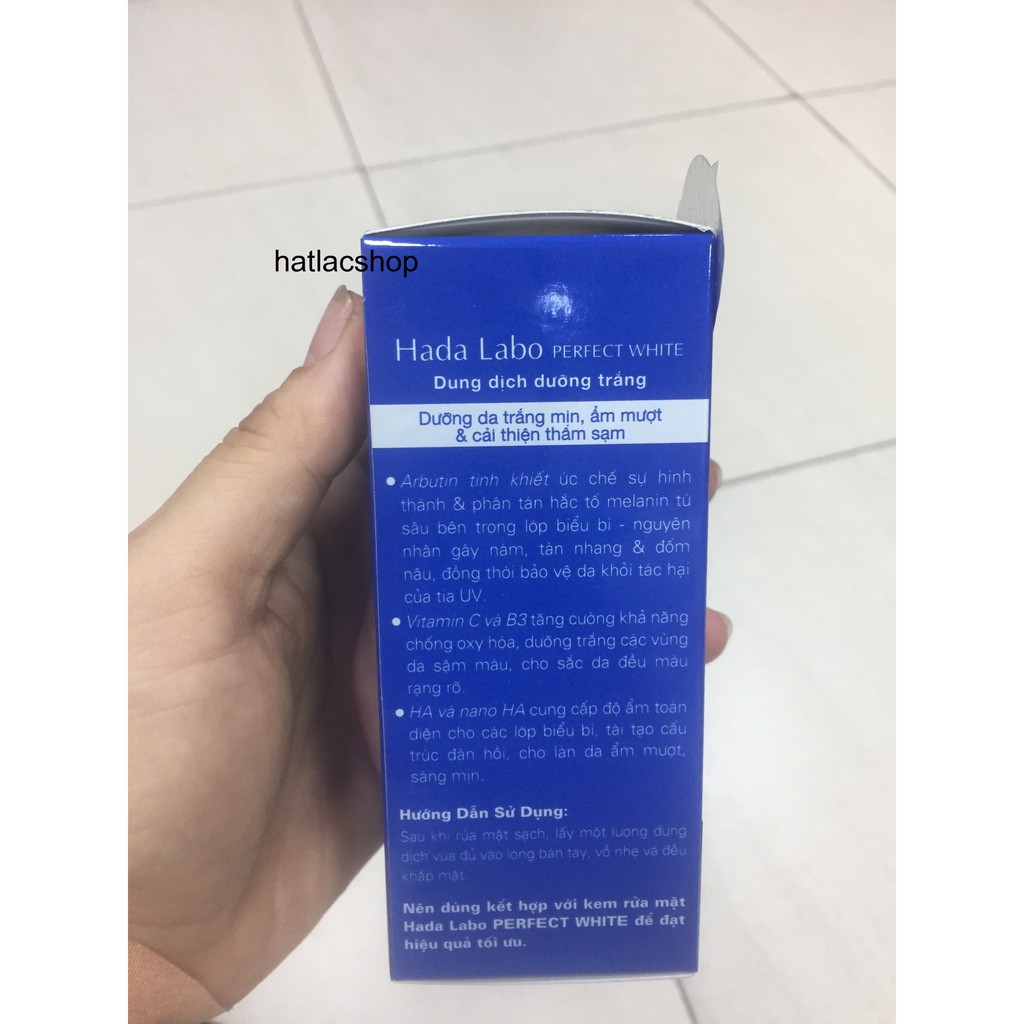 hatlacshop
Hada Labo PERFECT WHITE
Dung dịch dưỡng trắng
Dưỡng da trắng mịn, ẩm mượt
& cải thiện thâm sạm
Arbutin tinh khiết ức chế sự hình
thành & phân tán hắc tố melanin từ
sâu bên trong lớp biểu bì - nguyên
nhân gây nám, tàn nhang & đốm
nâu, đồng thời bảo vệ da khỏi tác hại
của tia UV.
Vitamin C và B3 tăng cường khả năng
chống oxy hóa, dưỡng trắng các vùng
da sậm màu, cho sắc da đều màu
rạng rỡ.
HA và nano HA cung cấp độ ẩm toàn
diện cho các lớp biểu bì, tái tạo cấu
trúc đàn hồi, cho làn da ẩm mượt,
sáng mịn.
Hướng Dẫn Sử Dụng:
Sau khi rửa mặt sạch, lấy một lượng dung
dịch vừa đủ vào lòng bàn tay, vỗ nhẹ và đều
khắp mặt.
Nên dùng kết hợp với kem rửa mặt
Hada Labo PERFECT WHITE để đạt
hiệu quả tối ưu.